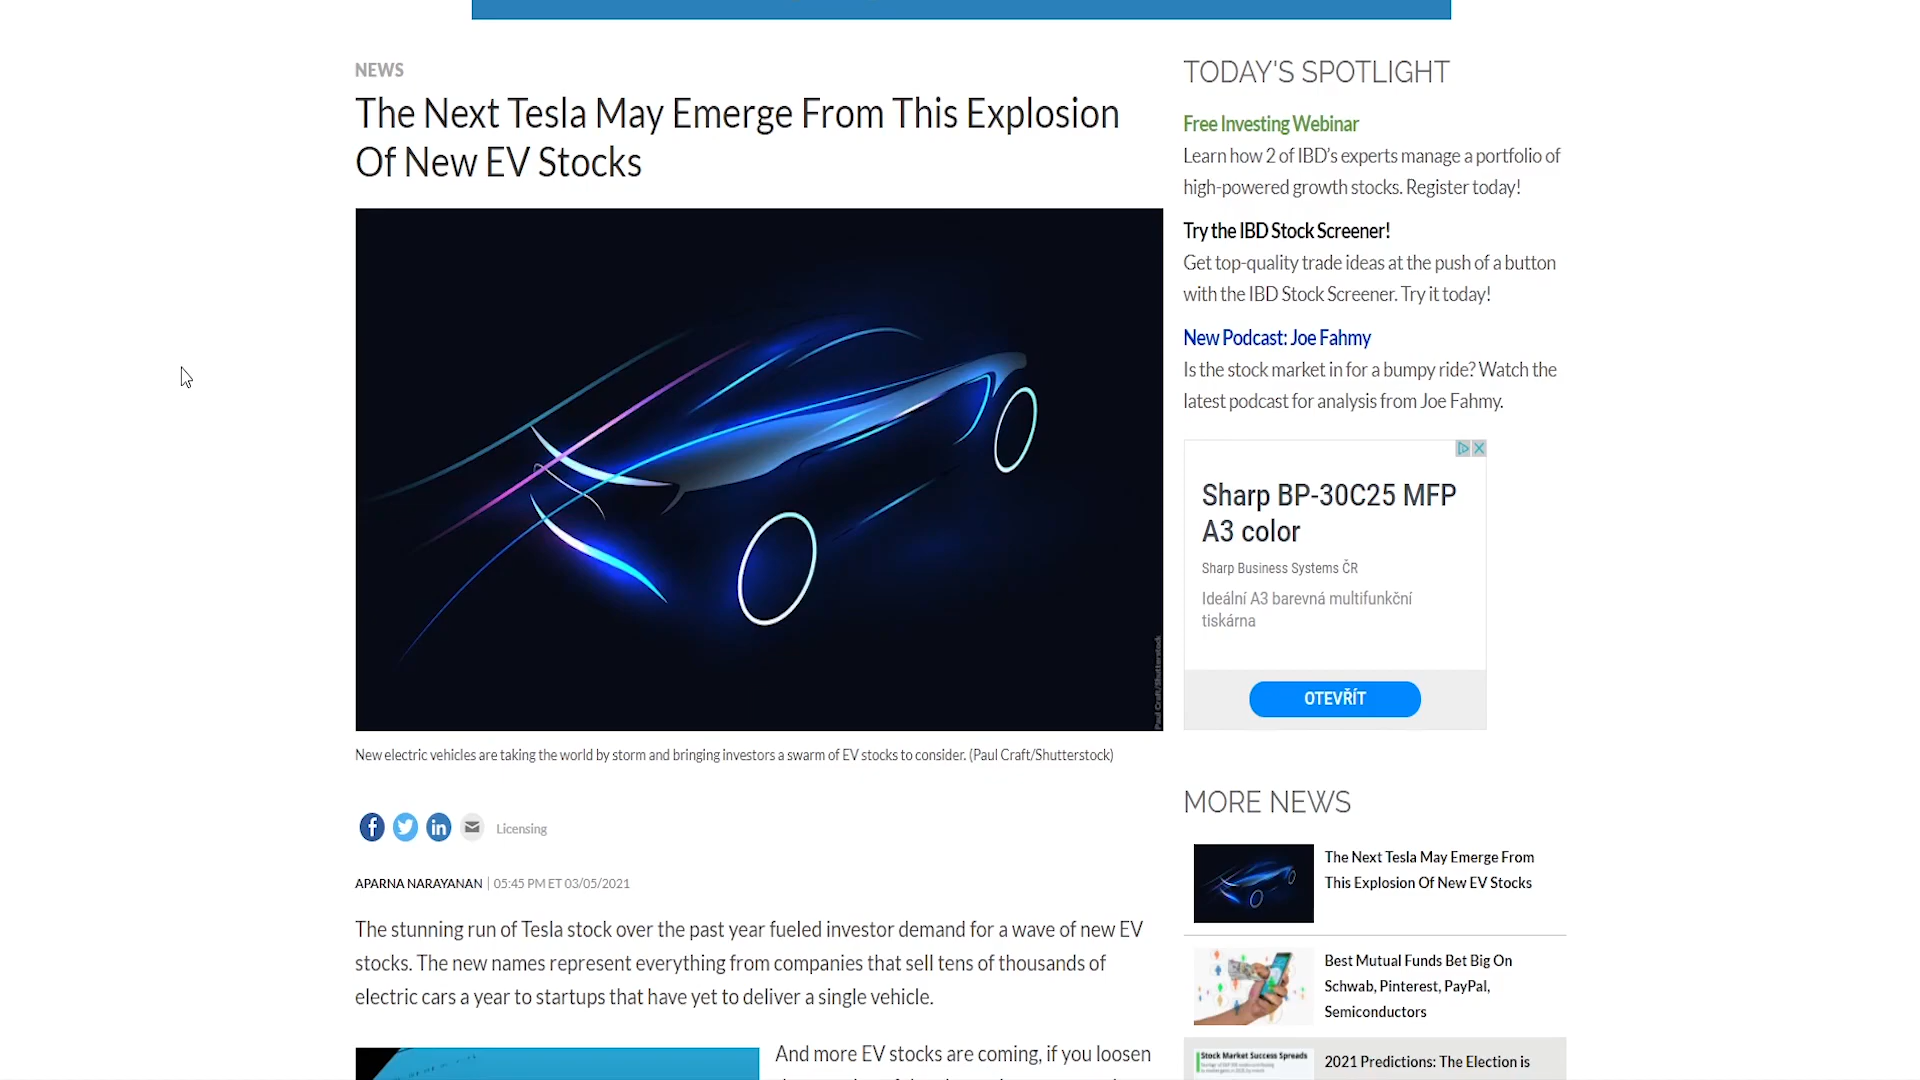 NEWS
The Next Tesla May Emerge From This Explosion
Of New EV Stocks
Paul Craft/Shutterstock
New electric vehicles are taking the world by storm and bringing investors a swarm of EV stocks to consider. (Paul Craft/Shutterstock)
Licensing
APARNA NARAYANAN | 05:45 PM ET 03/05/2021
The stunning run of Tesla stock over the past year fueled investor demand for a wave of new EV
stocks. The new names represent everything from companies that sell tens of thousands of
electric cars a year to startups that have yet to deliver a single vehicle.
And more EV stocks are coming, if you loosen
TODAY'S SPOTLIGHT
Free Investing Webinar
Learn how 2 of IBD's experts manage a portfolio of
high-powered growth stocks. Register today!
Try the IBD Stock Screener!
Get top-quality trade ideas at the push of a button
with the IBD Stock Screener. Try it today!
New Podcast: Joe Fahmy
Is the stock market in for a bumpy ride? Watch the
latest podcast for analysis from Joe Fahmy.
Sharp BP-30C25 MFP
A3 color
Sharp Business Systems ČR
Ideální A3 barevná multifunkční
tiskárna
OTEVŘÍT
MORE NEWS
The Next Tesla May Emerge From
This Explosion Of New EV Stocks
Best Mutual Funds Bet Big On
Schwab, Pinterest, PayPal,
Semiconductors
Stock Market Success Spreads
2021 Predictions: The Election is